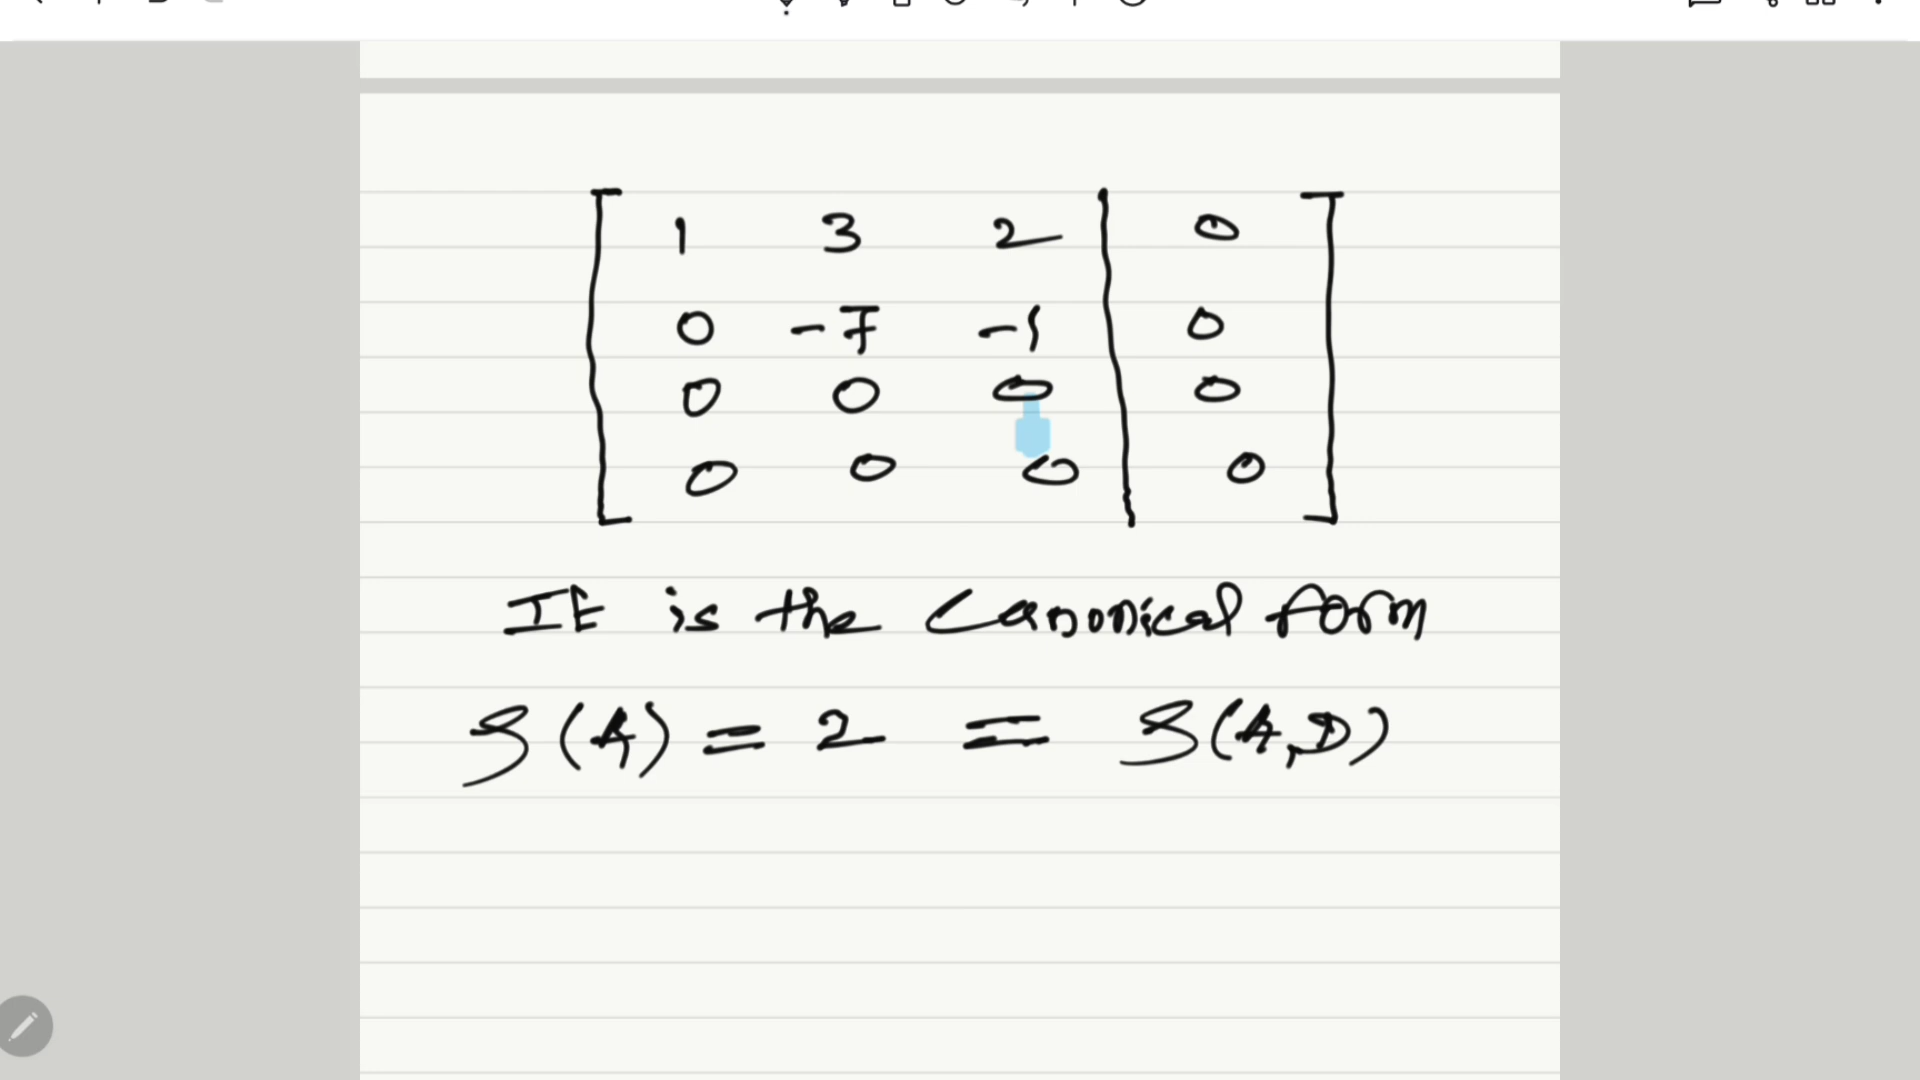 1 3 2 | 0
0 -7 -1 | 0
0 0 0 | 0
0 0 0 | 0
It is the Canonical form
ρ(A) = 2 = ρ(A,D)